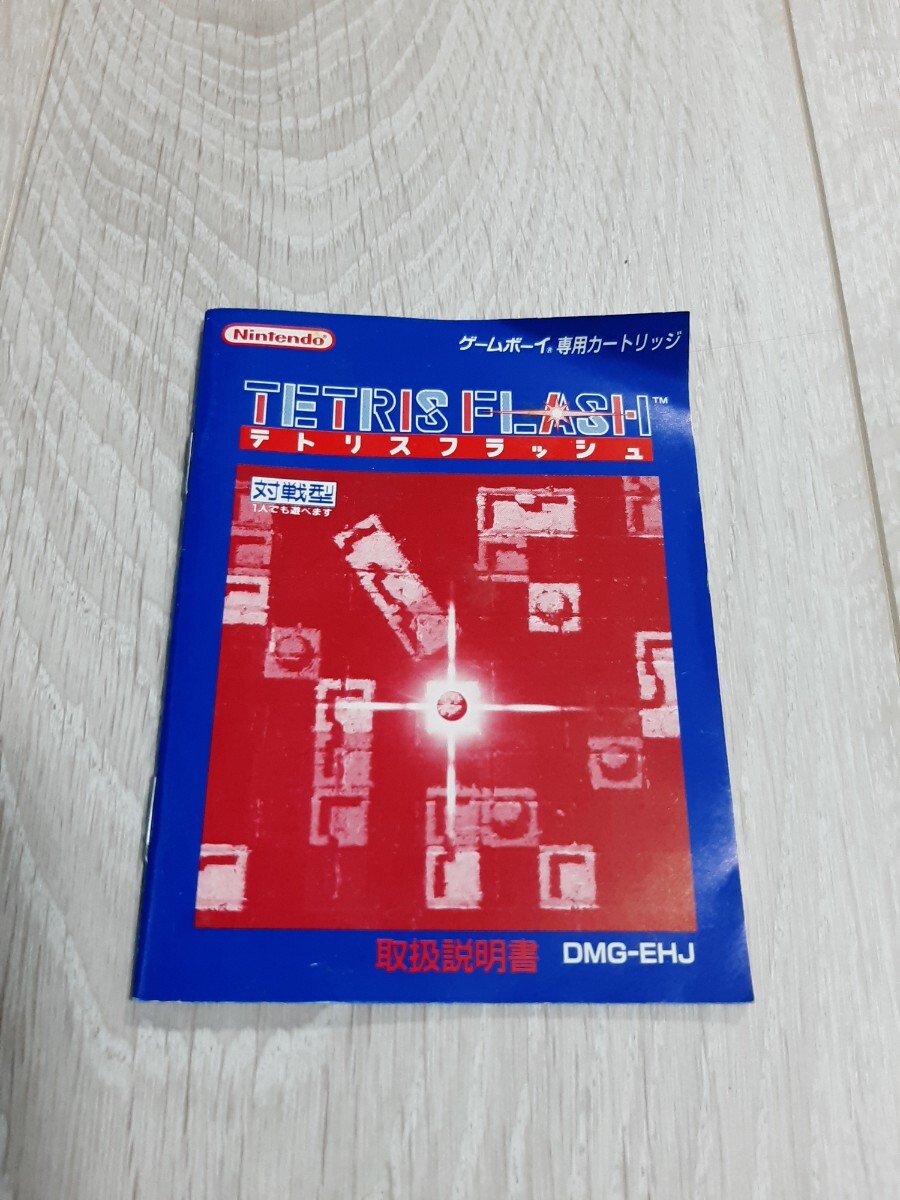 Nintendo®
ゲームボーイ® 専用カートリッジ
TETRIS FLASH™
テトリスフラッシュ
対戦型
1人でも遊べます
取扱説明書 DMG-EHJ